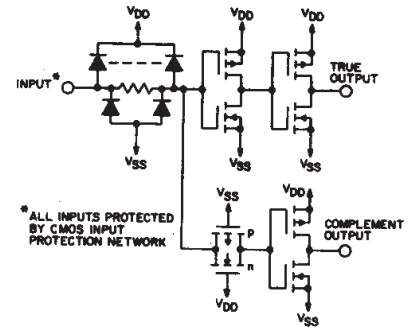 VDD
VDD
VDD
INPUT*
TRUE
OUTPUT
VSS
VSS
VSS
*ALL INPUTS PROTECTED
BY CMOS INPUT
PROTECTION NETWORK
VSS
p
n
VDD
VDD
COMPLEMENT
OUTPUT
VSS